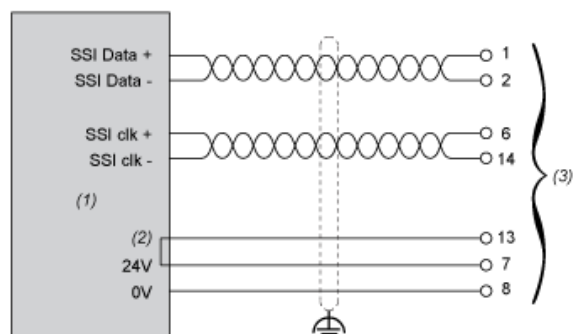 SSI Data + 1
SSI Data - 2
SSI clk + 6
SSI clk - 14
(1)
(3)
(2) 13
24V 7
0V 8